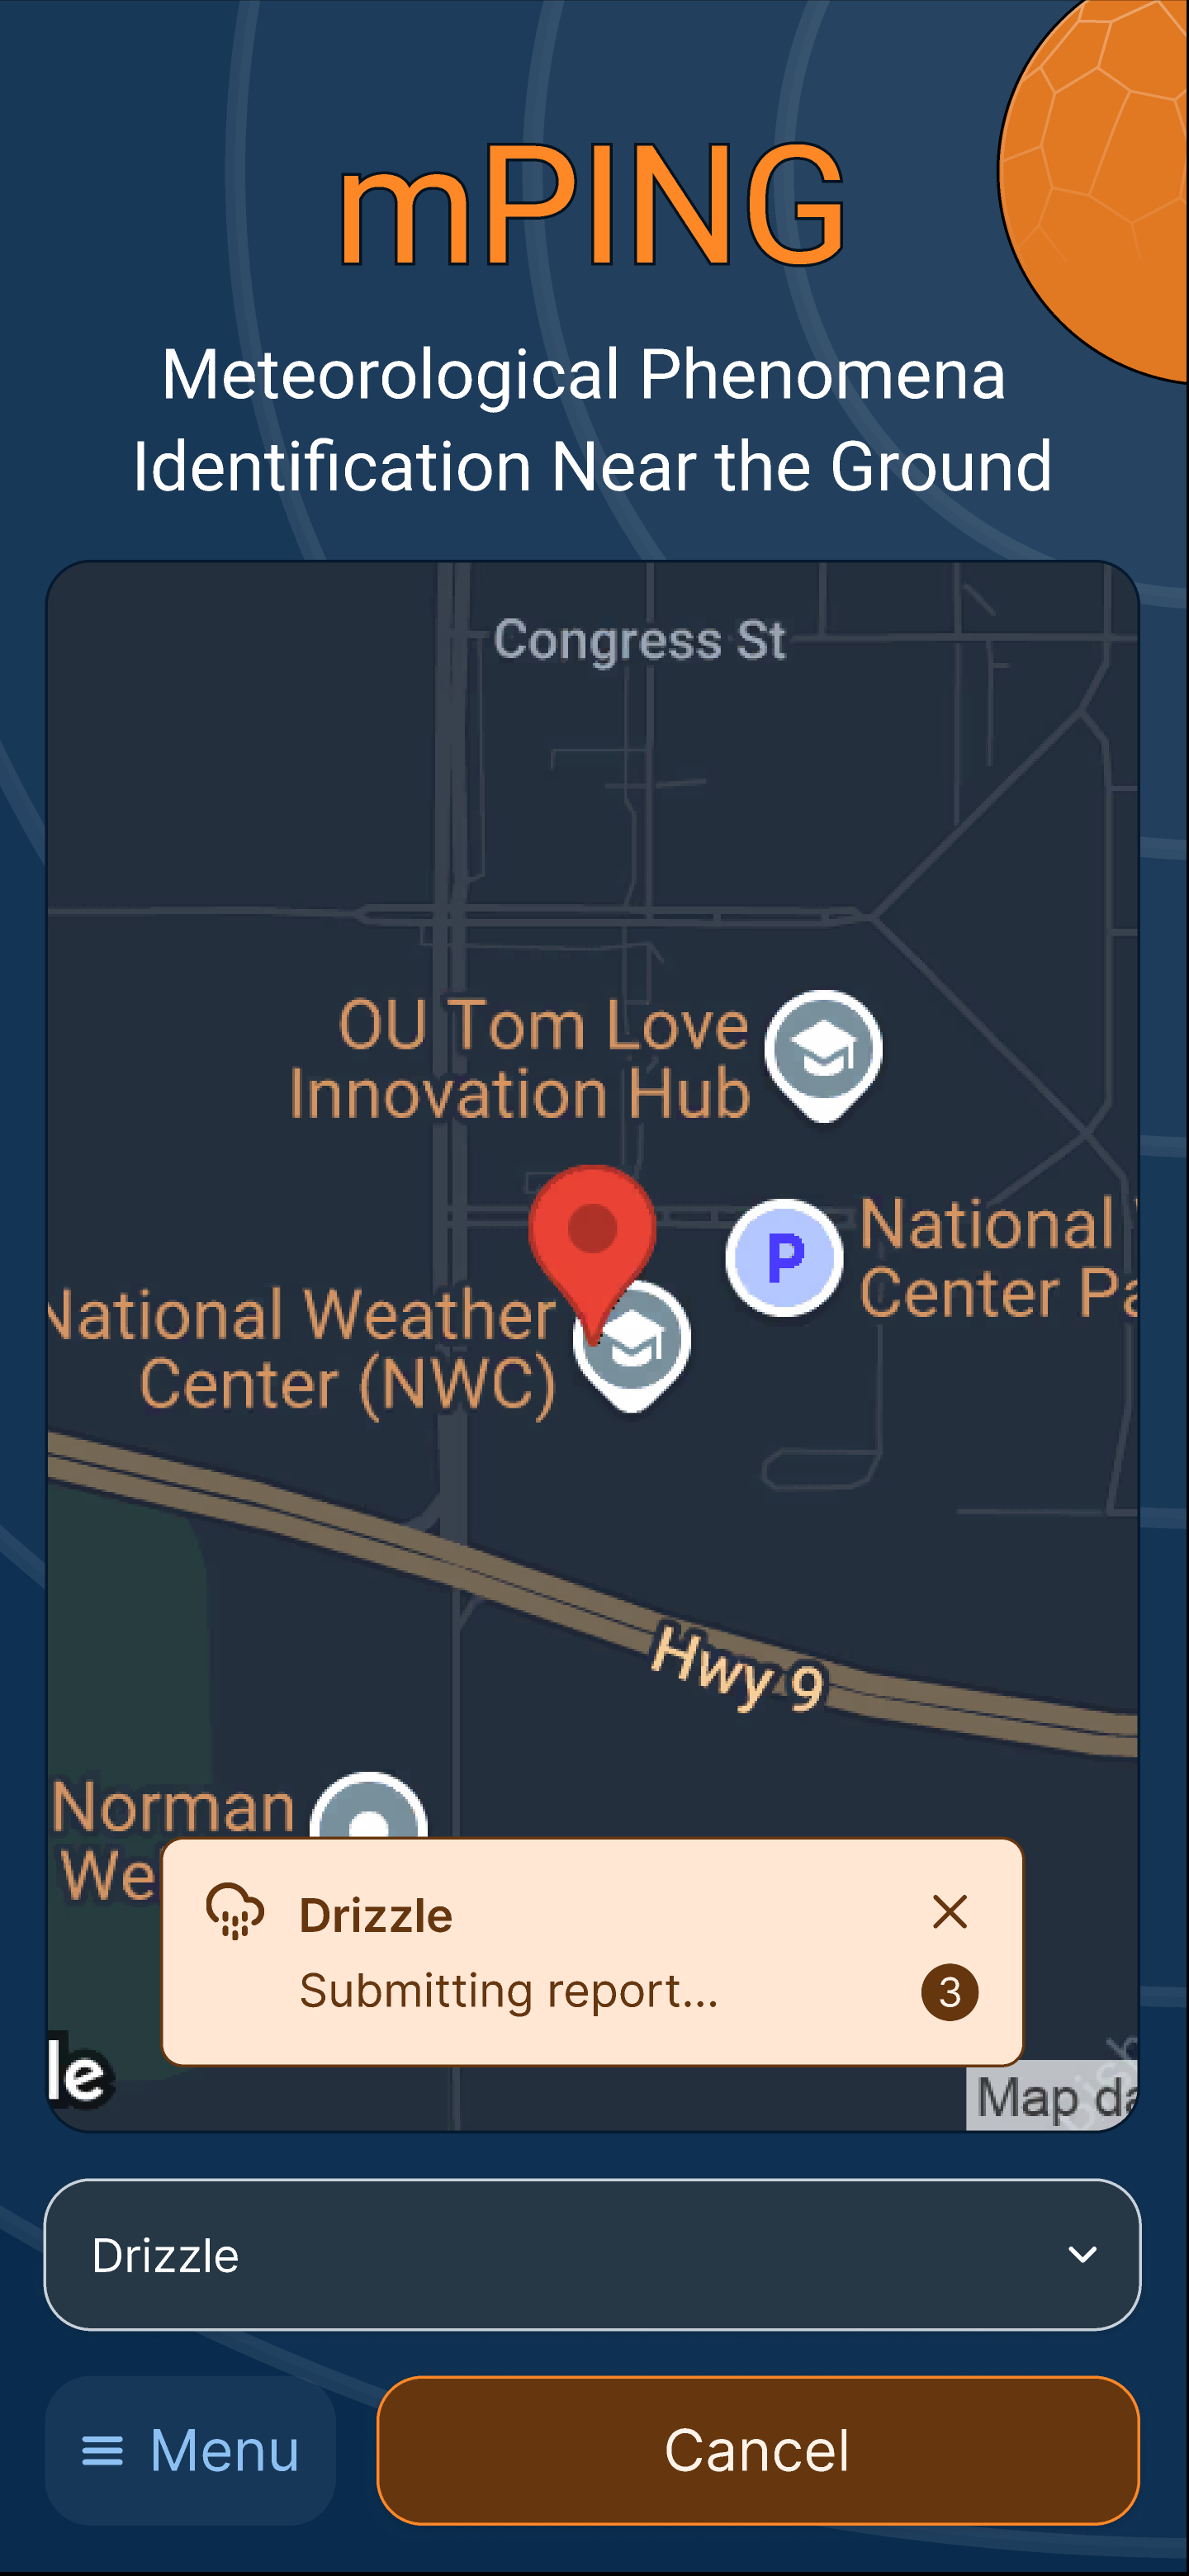 mPING
Meteorological Phenomena
Identification Near the Ground
Congress St
OU Tom Love
Innovation Hub
P
National
Center Pa
National Weather
Center (NWC)
Hwy 9
Norman
We
Drizzle
Submitting report...
3
le
Map da
Drizzle
Menu
Cancel